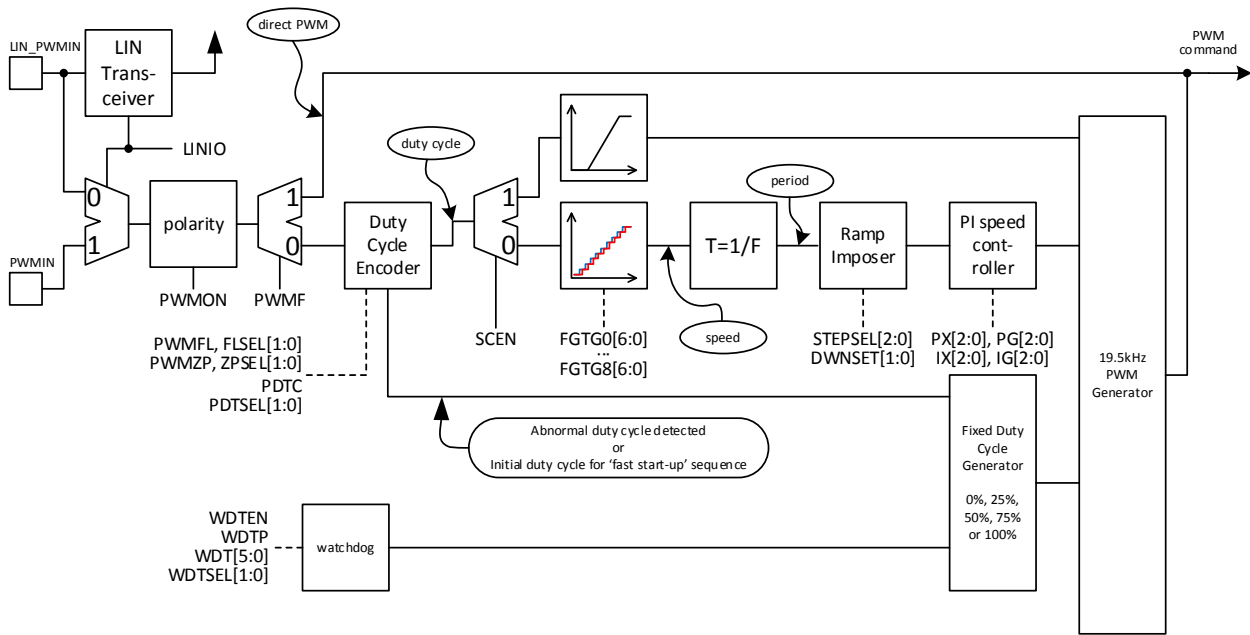 direct PWM
PWM
command
LIN_PWMIN
LIN
Trans-
ceiver
LINIO
duty cycle
0
1
polarity
1
0
Duty
Cycle
Encoder
1
0
T=1/F
period
Ramp
Imposer
PI speed
cont-
roller
PWMIN
PWMON
PWMF
SCEN
speed
PWMFL, FLSEL[1:0]
PWMZP, ZPSEL[1:0]
PDTC
PDTSEL[1:0]
FGTG0[6:0]
...
FGTG8[6:0]
STEPSEL[2:0]
DWNSET[1:0]
PX[2:0], PG[2:0]
IX[2:0], IG[2:0]
19.5kHz
PWM
Generator
Abnormal duty cycle detected
or
Initial duty cycle for 'fast start-up' sequence
Fixed Duty
Cycle
Generator
0%, 25%,
50%, 75%
or 100%
WDTEN
WDTP
WDT[5:0]
WDTSEL[1:0]
watchdog